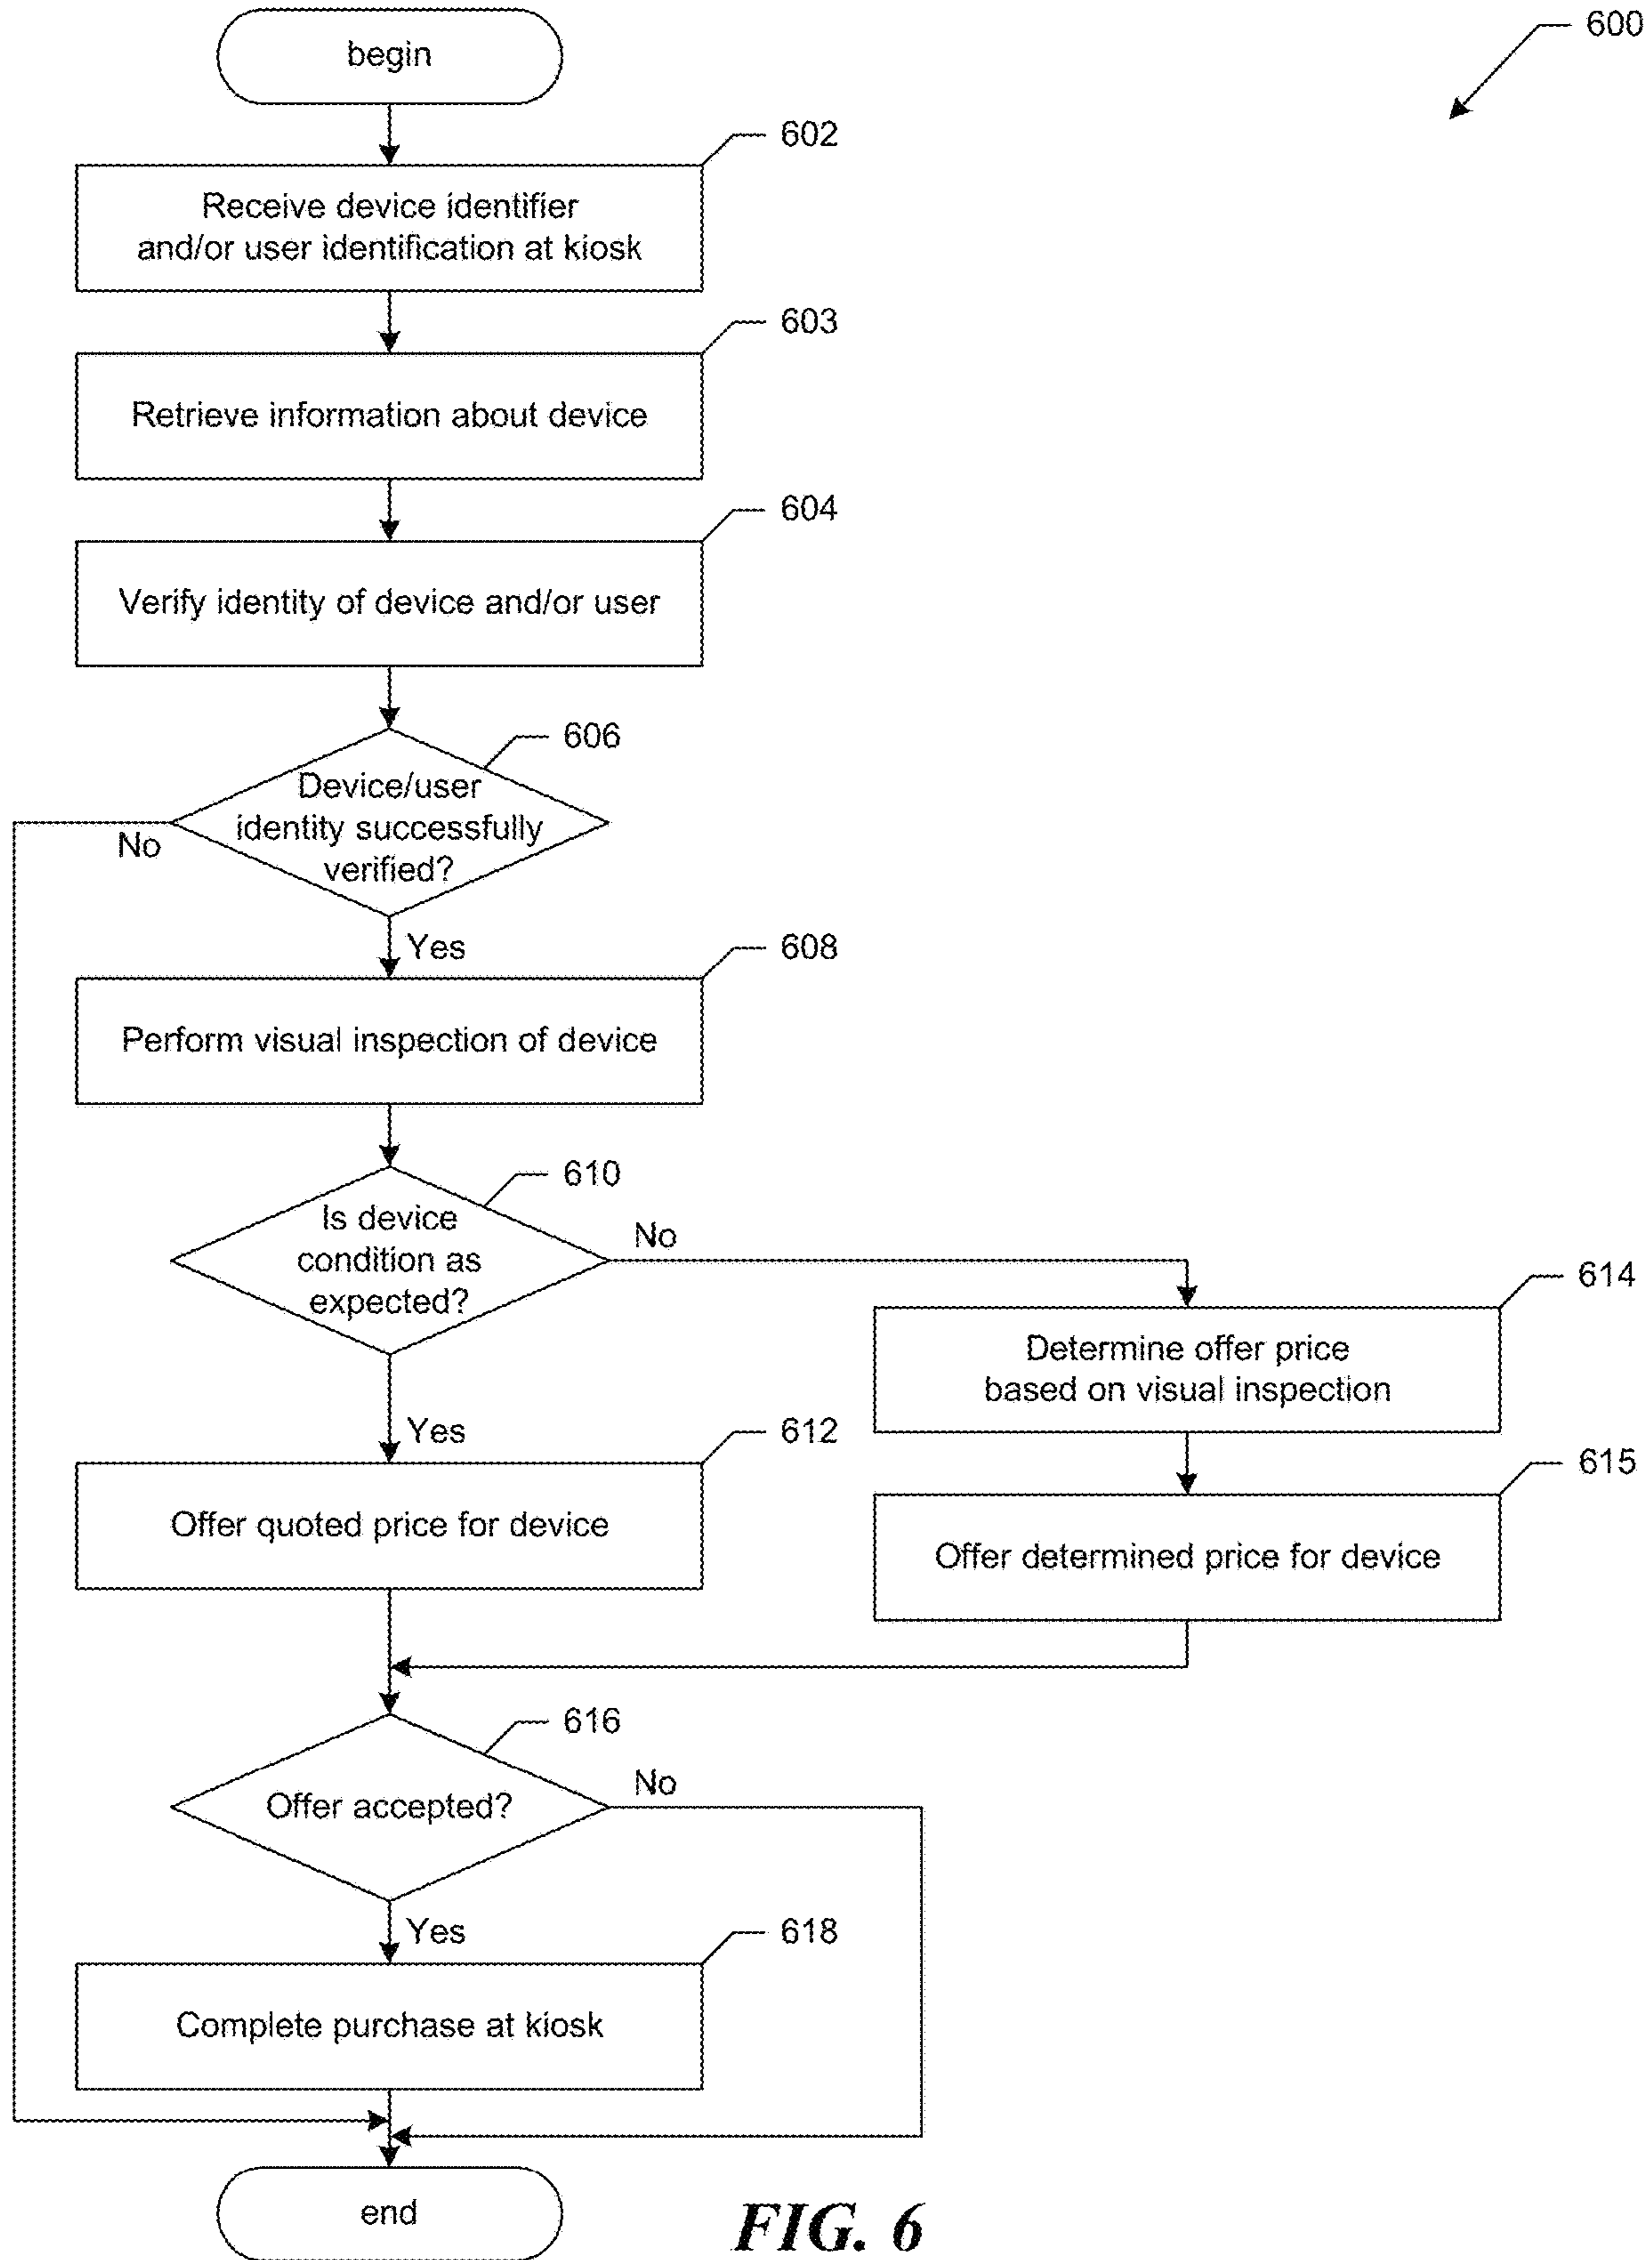 600
begin
602
Receive device identifier
and/or user identification at kiosk
603
Retrieve information about device
604
Verify identity of device and/or user
606
Device/user
identity successfully
verified?
No
Yes
608
Perform visual inspection of device
610
Is device
condition as
expected?
No
614
Determine offer price
based on visual inspection
Yes
612
Offer quoted price for device
615
Offer determined price for device
616
Offer accepted?
No
Yes
618
Complete purchase at kiosk
end
FIG. 6